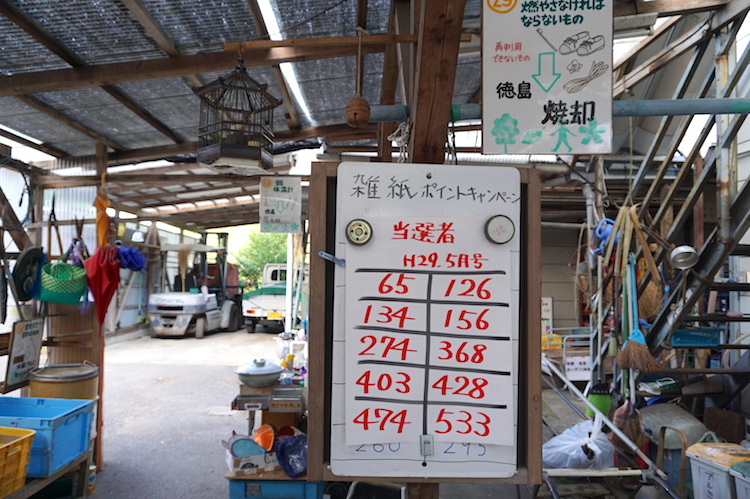 29 燃やさなければ
ならないもの
再利用
できないもの
徳島
焼却
雑紙ポイントキャンペーン
当選者
H29.5月号
65 126
134 156
274 368
403 428
474 533
260 295